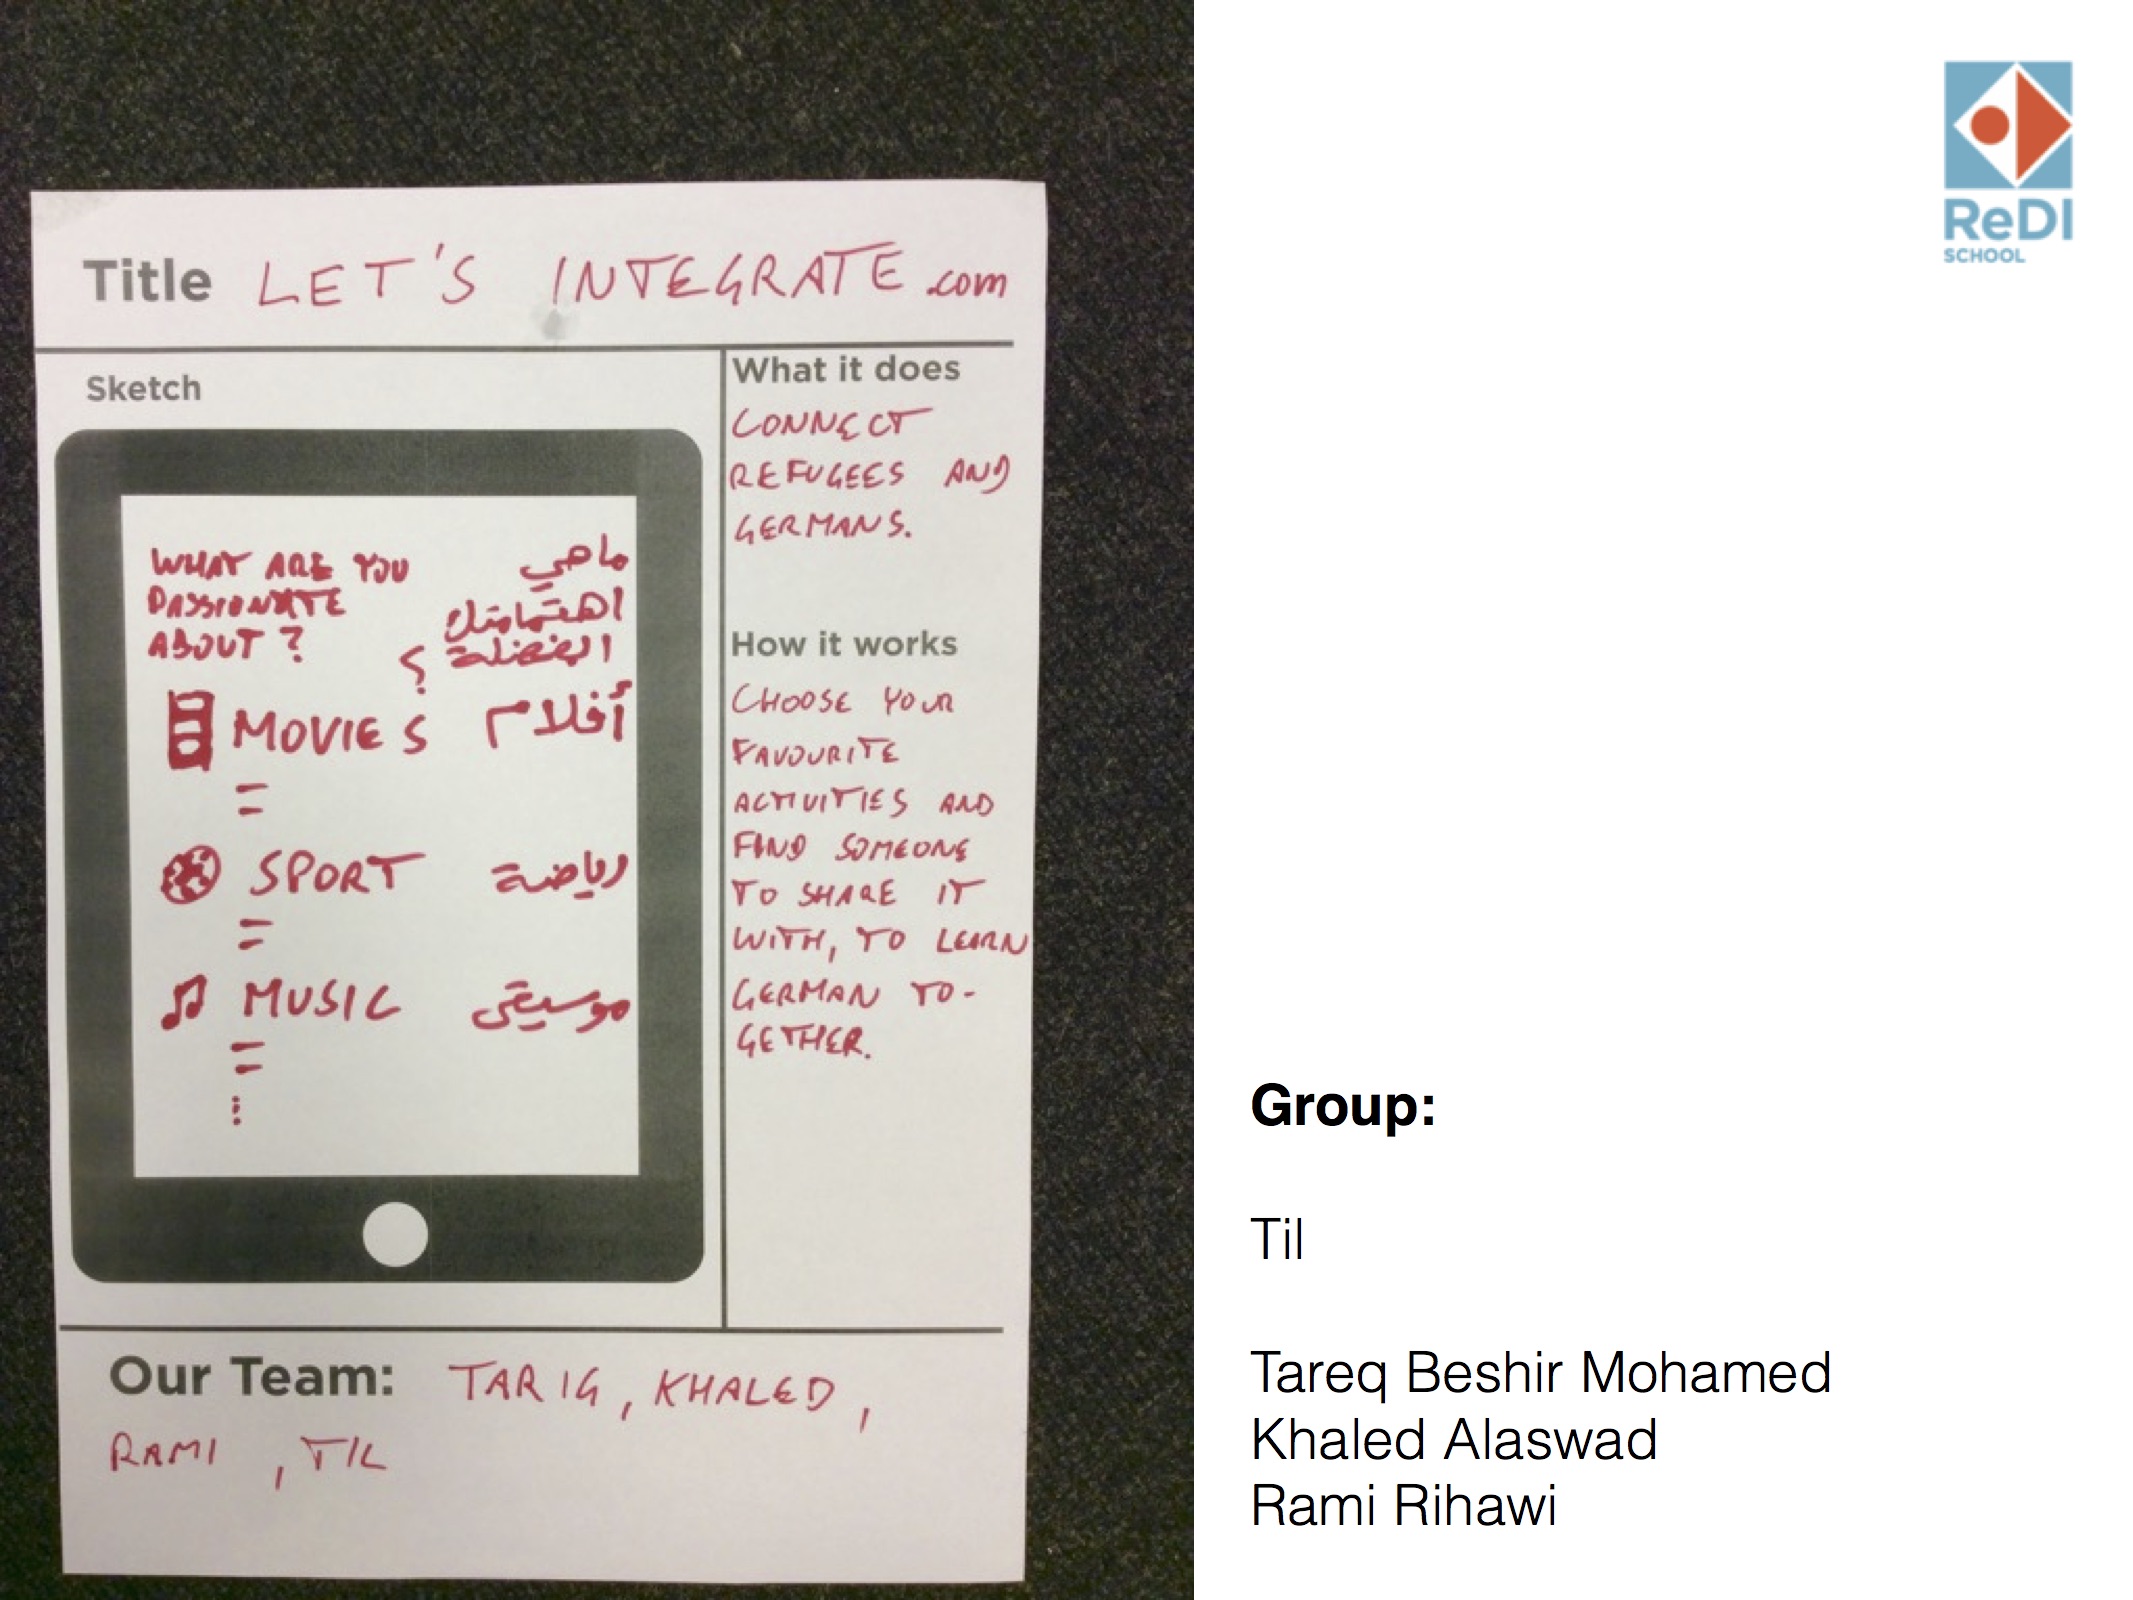 Title LET'S INTEGRATE.com
Sketch
WHAT ARE YOU
PASSIONATE
ABOUT?
ماهي
اهتماماتك
المفضلة
؟
MOVIES أفلام
SPORT رياضة
MUSIC موسيقى
...
What it does
CONNECT
REFUGEES AND
GERMANS.
How it works
CHOOSE YOUR
FAVOURITE
ACTIVITIES AND
FIND SOMEONE
TO SHARE IT
WITH, TO LEARN
GERMAN TO-
GETHER.
Our Team: TARIG, KHALED,
RAMI, TIL
ReDI
SCHOOL
Group:
Til
Tareq Beshir Mohamed
Khaled Alaswad
Rami Rihawi